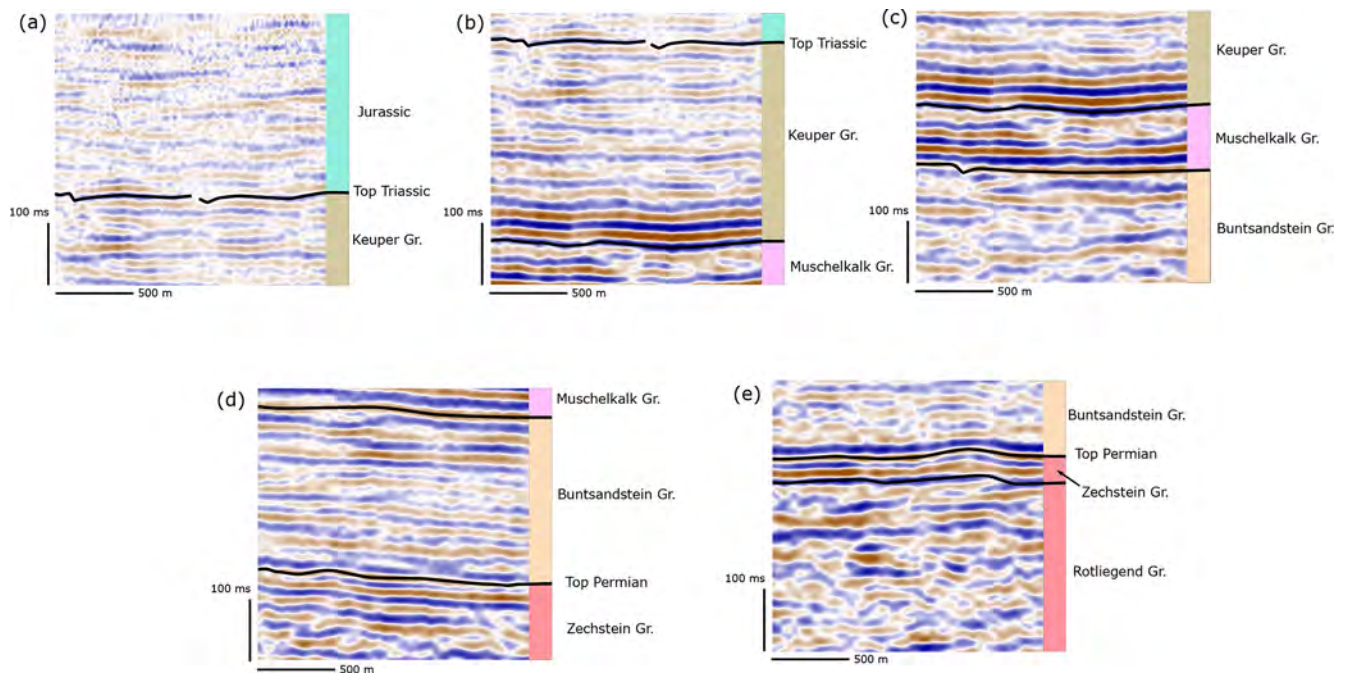 (a)
Jurassic
Top Triassic
Keuper Gr.
100 ms
500 m
(b)
Top Triassic
Keuper Gr.
Muschelkalk Gr.
100 ms
500 m
(c)
Keuper Gr.
Muschelkalk Gr.
Buntsandstein Gr.
100 ms
500 m
(d)
Muschelkalk Gr.
Buntsandstein Gr.
Top Permian
Zechstein Gr.
100 ms
500 m
(e)
Buntsandstein Gr.
Top Permian
Zechstein Gr.
Rotliegend Gr.
100 ms
500 m